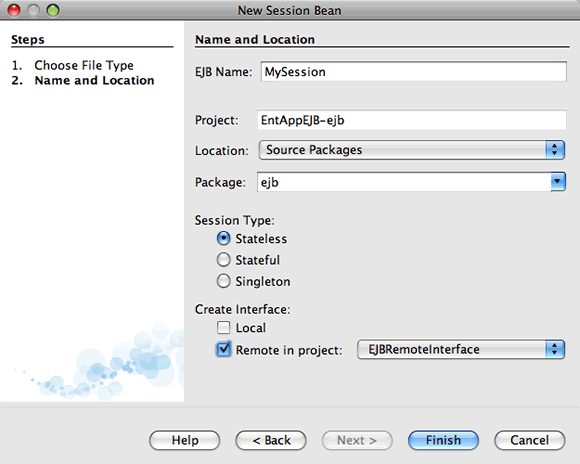 New Session Bean
Steps
1. Choose File Type
2. Name and Location
Name and Location
EJB Name: MySession
Project: EntAppEJB-ejb
Location: Source Packages
Package: ejb
Session Type:
Stateless
Stateful
Singleton
Create Interface:
Local
Remote in project: EJBRemoteInterface
Help < Back Next > Finish Cancel